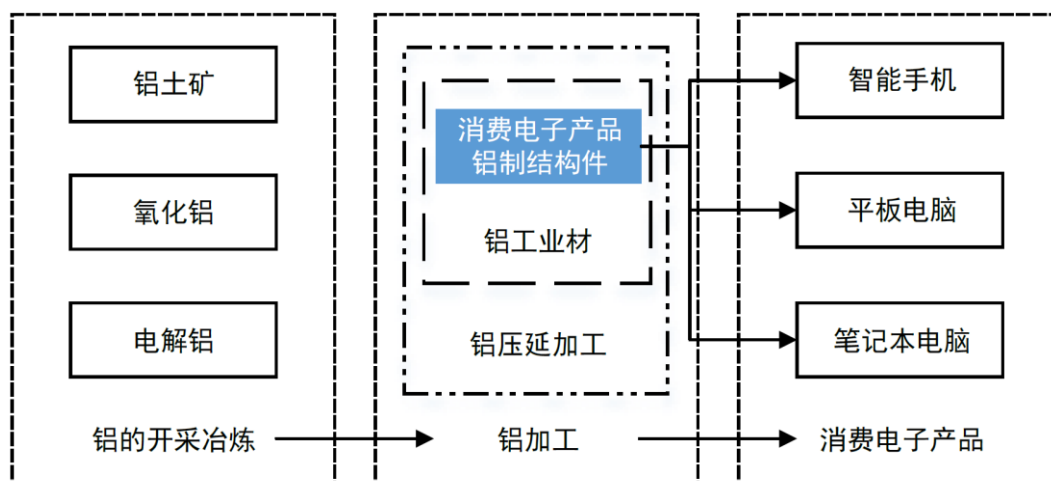 铝土矿
氧化铝
电解铝
铝的开采冶炼
消费电子产品
铝制结构件
铝工业材
铝压延加工
铝加工
智能手机
平板电脑
笔记本电脑
消费电子产品